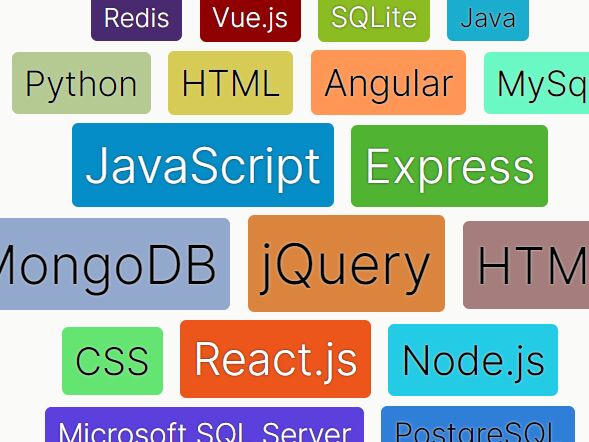 Redis Vue.js SQLite Java
Python HTML Angular MySq
JavaScript Express
MongoDB jQuery HTM
CSS React.js Node.js
Microsoft SQL Server PostgreSQL